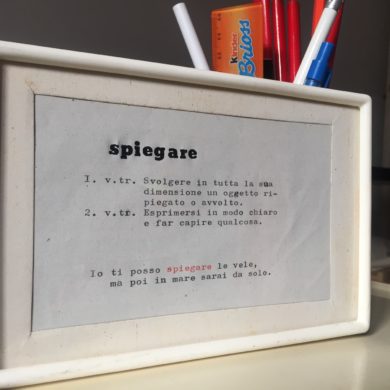 kinder
Brioss
spiegare
1. v.tr. Svolgere in tutta la sua
dimensione un oggetto ri-
piegato o avvolto.
2. v.tr. Esprimersi in modo chiaro
e far capire qualcosa.
Io ti posso spiegare le vele,
ma poi in mare sarai da solo.